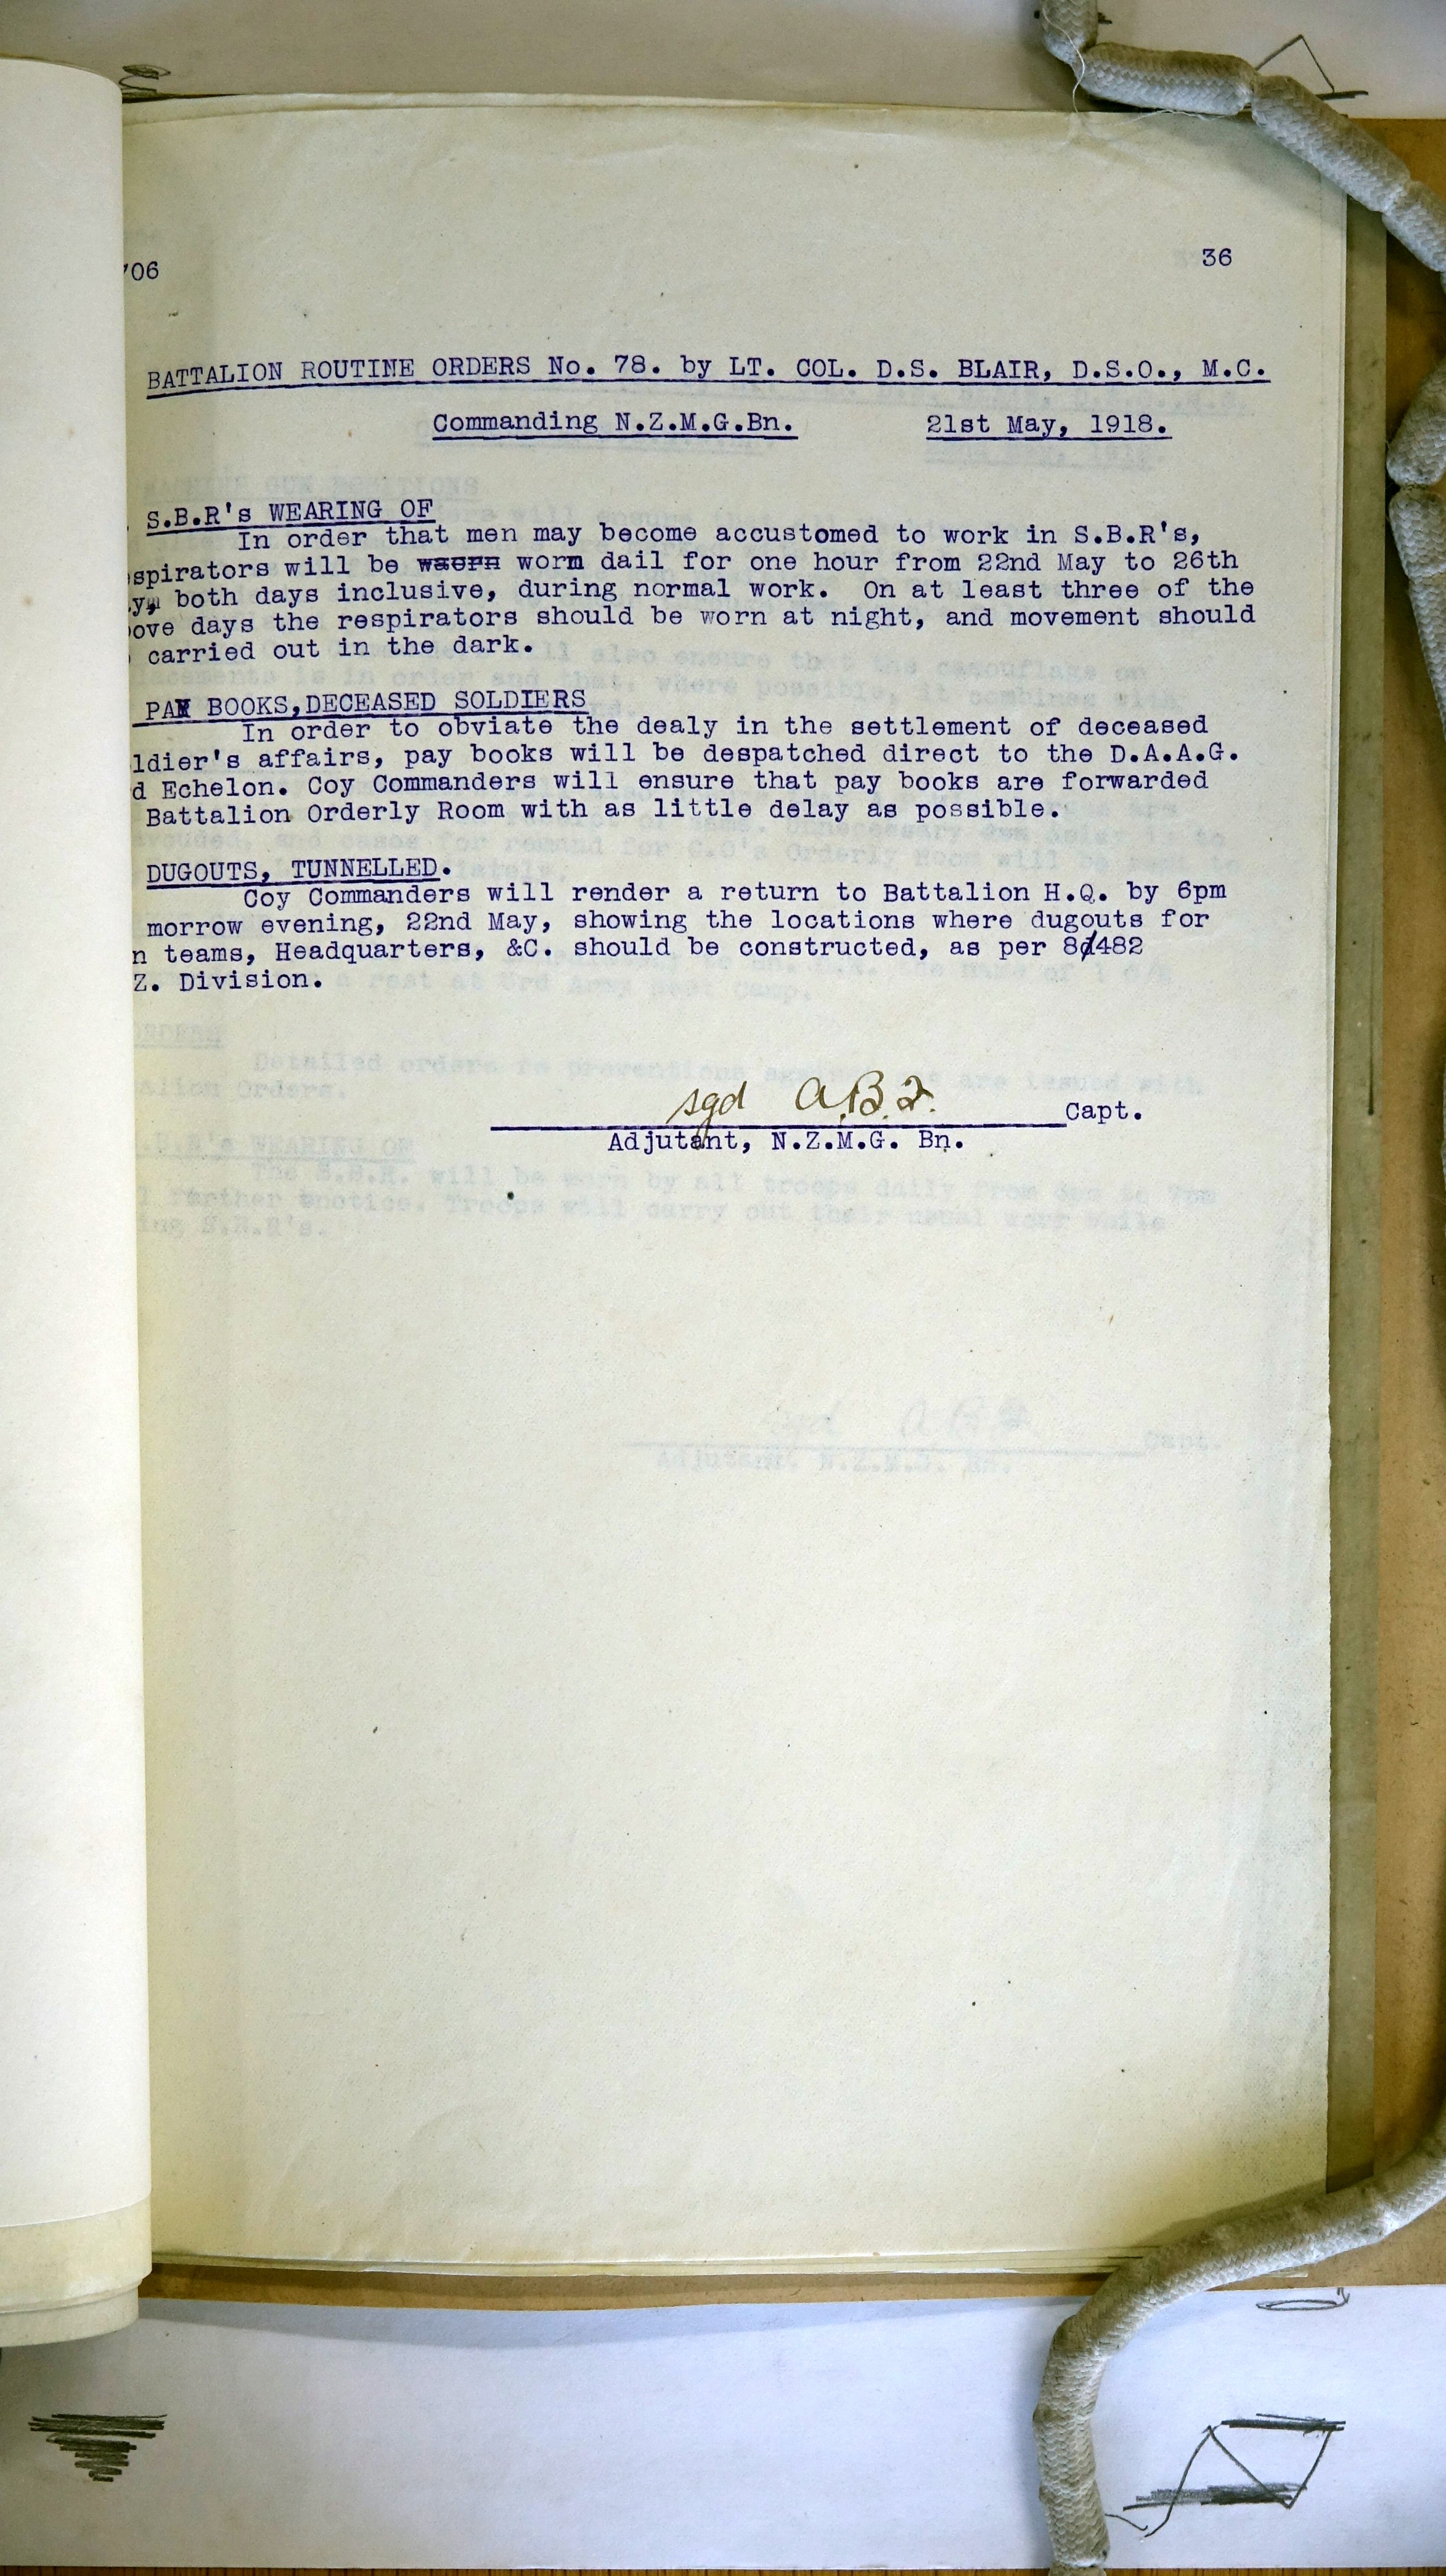 706 36
BATTALION ROUTINE ORDERS No. 78. by LT. COL. D.S. BLAIR, D.S.O., M.C.
Commanding N.Z.M.G.Bn. 21st May, 1918.
S.B.R's WEARING OF
In order that men may become accustomed to work in S.B.R's,
spirators will be worn dail for one hour from 22nd May to 26th
y, both days inclusive, during normal work. On at least three of the
ove days the respirators should be worn at night, and movement should
carried out in the dark.
PAY BOOKS,DECEASED SOLDIERS
In order to obviate the dealy in the settlement of deceased
ldier's affairs, pay books will be despatched direct to the D.A.A.G.
d Echelon. Coy Commanders will ensure that pay books are forwarded
Battalion Orderly Room with as little delay as possible.
DUGOUTS, TUNNELLED.
Coy Commanders will render a return to Battalion H.Q. by 6pm
morrow evening, 22nd May, showing the locations where dugouts for
n teams, Headquarters, &C. should be constructed, as per 8/482
Z. Division.
sgd A.B.
Capt.
Adjutant, N.Z.M.G. Bn.